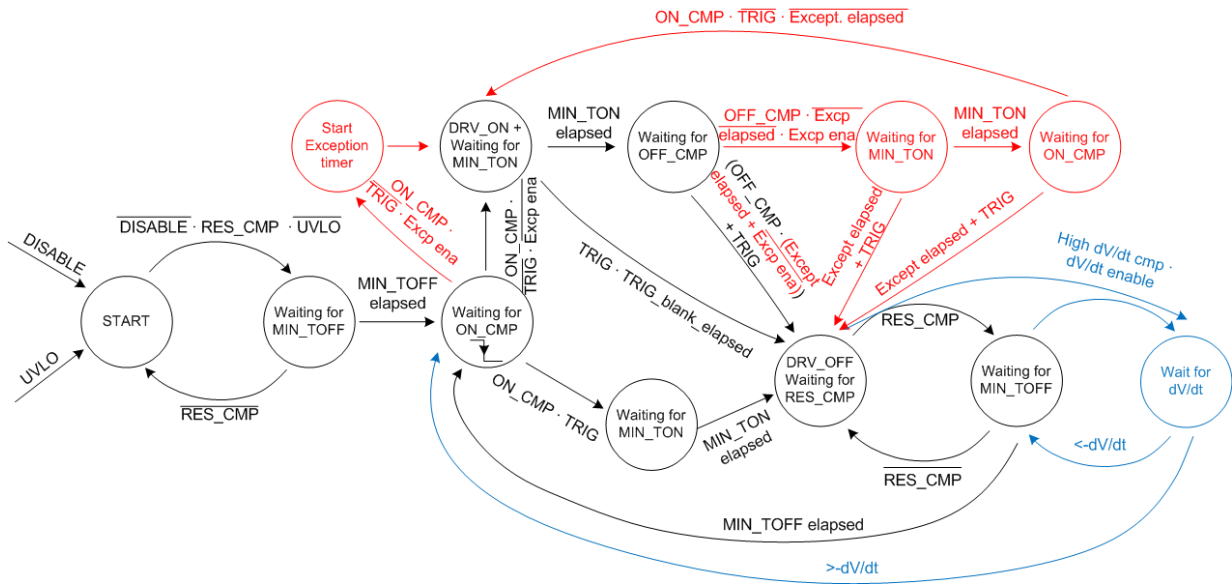 ON_CMP · TRIG · Except. elapsed
Start
Exception
timer
DRV_ON +
Waiting for
MIN_TON
MIN_TON
elapsed
Waiting for
OFF_CMP
OFF_CMP · Excp
elapsed · Excp ena
Waiting for
MIN_TON
MIN_TON
elapsed
Waiting for
ON_CMP
ON_CMP ·
TRIG · Excp ena
ON_CMP ·
TRIG · Excp ena
(OFF_CMP · (Except
elapsed + Excp ena))
+ TRIG
Except elapsed
+ TRIG
Except elapsed + TRIG
High dV/dt cmp ·
dV/dt enable
DISABLE
DISABLE · RES_CMP · UVLO
START
UVLO
Waiting for
MIN_TOFF
RES_CMP
MIN_TOFF
elapsed
Waiting for
ON_CMP
TRIG · TRIG_blank_elapsed
ON_CMP · TRIG
Waiting for
MIN_TON
MIN_TON
elapsed
DRV_OFF
Waiting for
RES_CMP
RES_CMP
Waiting for
MIN_TOFF
RES_CMP
Wait for
dV/dt
<-dV/dt
MIN_TOFF elapsed
>-dV/dt